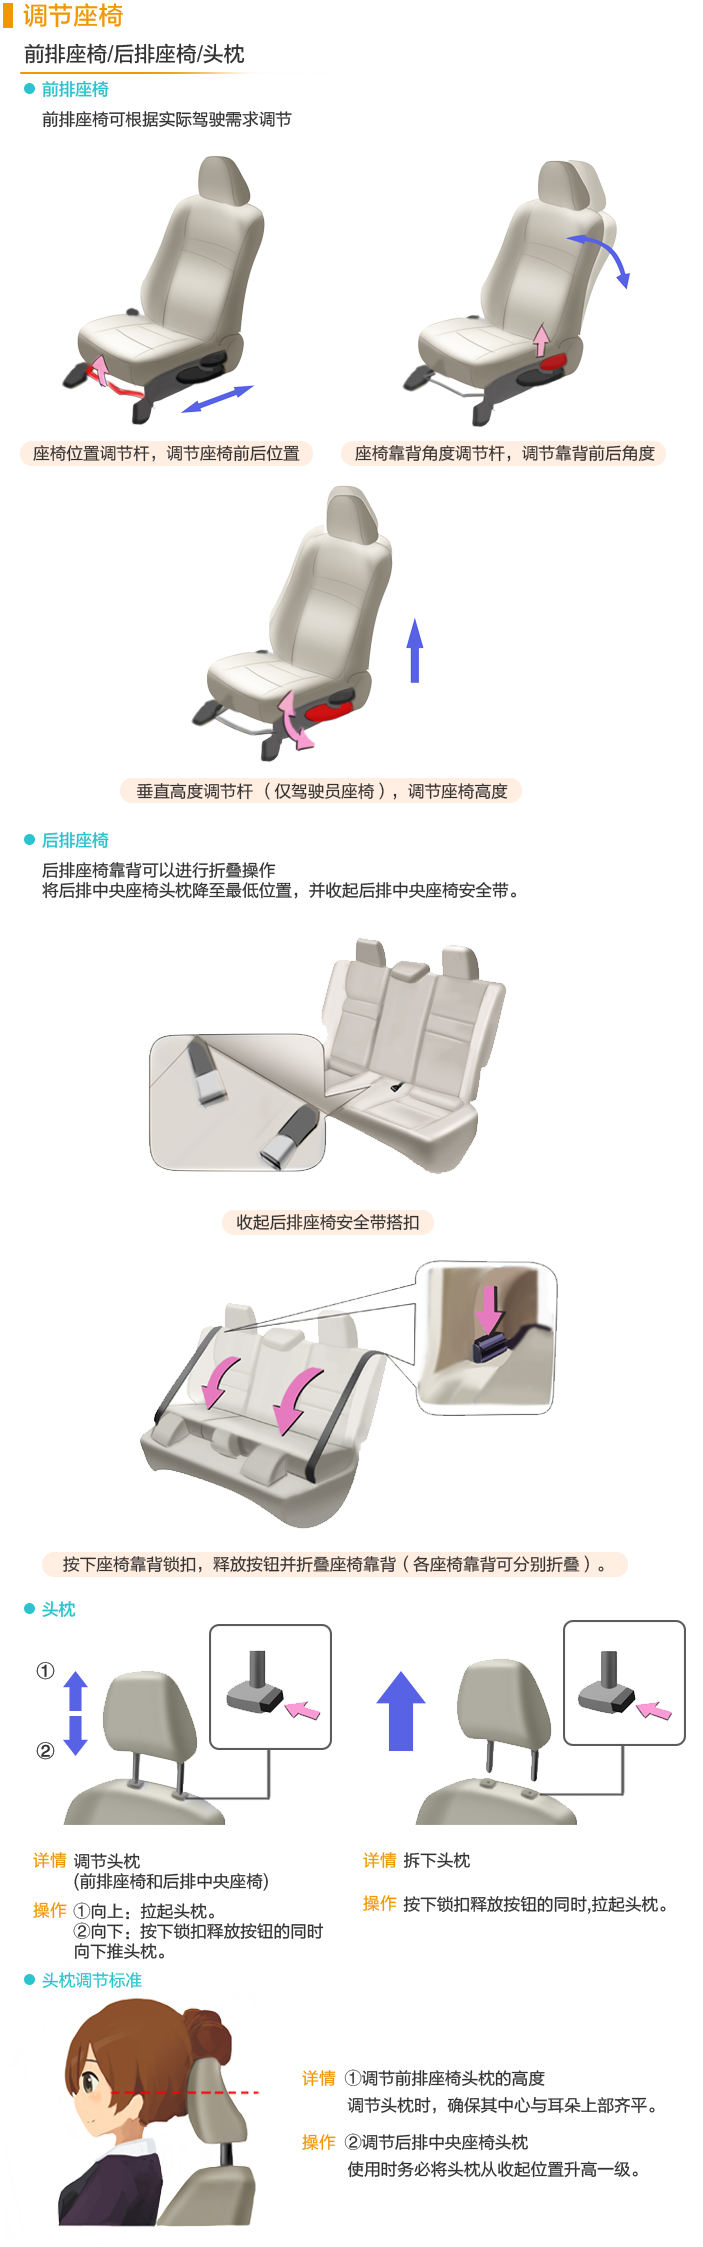 调节座椅
前排座椅/后排座椅/头枕
前排座椅
前排座椅可根据实际驾驶需求调节
座椅位置调节杆，调节座椅前后位置
座椅靠背角度调节杆，调节靠背前后角度
垂直高度调节杆（仅驾驶员座椅），调节座椅高度
后排座椅
后排座椅靠背可以进行折叠操作
将后排中央座椅头枕降至最低位置，并收起后排中央座椅安全带。
收起后排座椅安全带搭扣
按下座椅靠背锁扣，释放按钮并折叠座椅靠背（各座椅靠背可分别折叠）。
头枕
①
②
详情 调节头枕
(前排座椅和后排中央座椅)
操作 ①向上：拉起头枕。
②向下：按下锁扣释放按钮的同时
向下推头枕。
详情 拆下头枕
操作 按下锁扣释放按钮的同时,拉起头枕。
头枕调节标准
详情 ①调节前排座椅头枕的高度
调节头枕时，确保其中心与耳朵上部齐平。
操作 ②调节后排中央座椅头枕
使用时务必将头枕从收起位置升高一级。